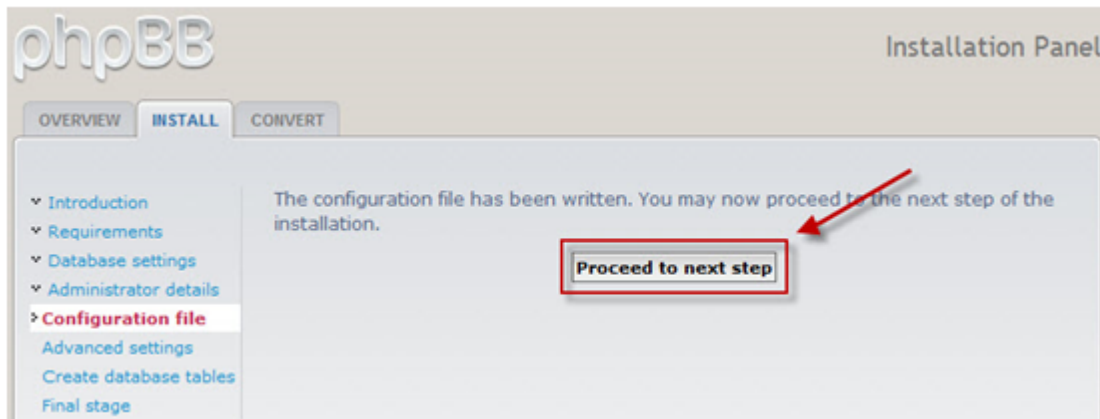 phpBB
Installation Panel
OVERVIEW INSTALL CONVERT
Introduction
Requirements
Database settings
Administrator details
Configuration file
Advanced settings
Create database tables
Final stage
The configuration file has been written. You may now proceed to the next step of the
installation.
Proceed to next step